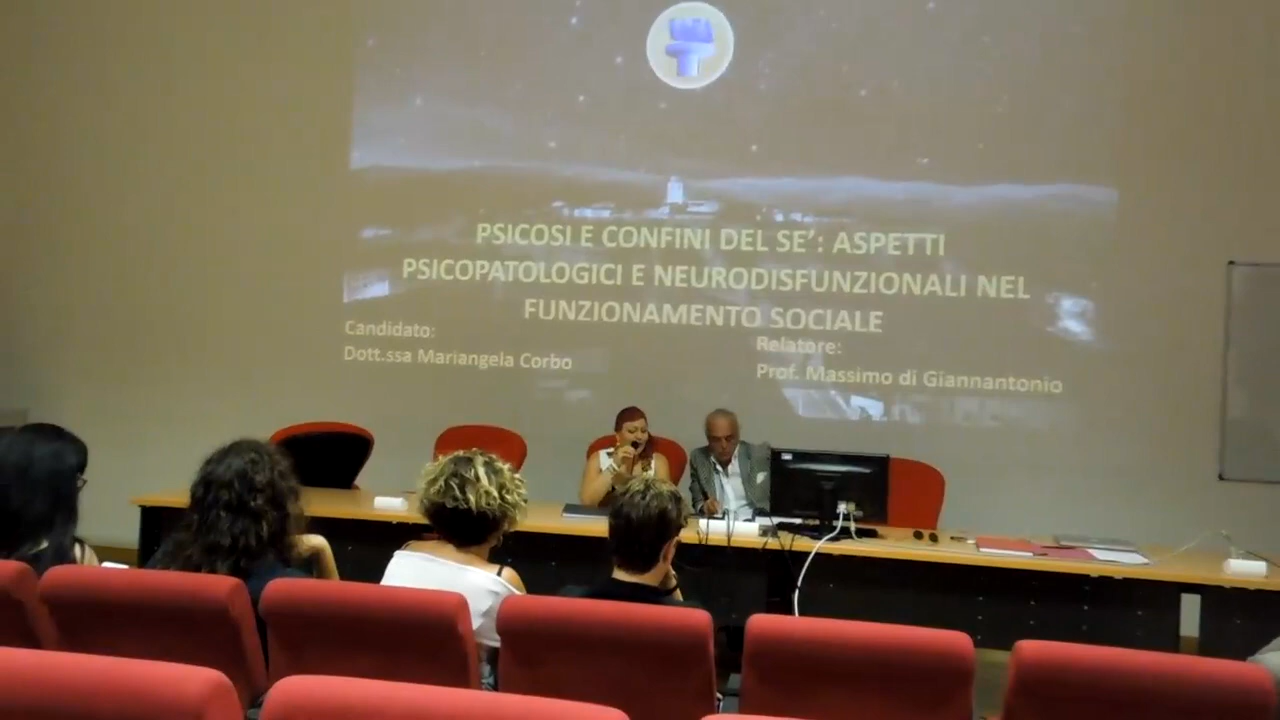 PSICOSI E CONFINI DEL SE’: ASPETTI
PSICOPATOLOGICI E NEURODISFUNZIONALI NEL
FUNZIONAMENTO SOCIALE
Candidato:
Dott.ssa Mariangela Corbo
Relatore:
Prof. Massimo di Giannantonio